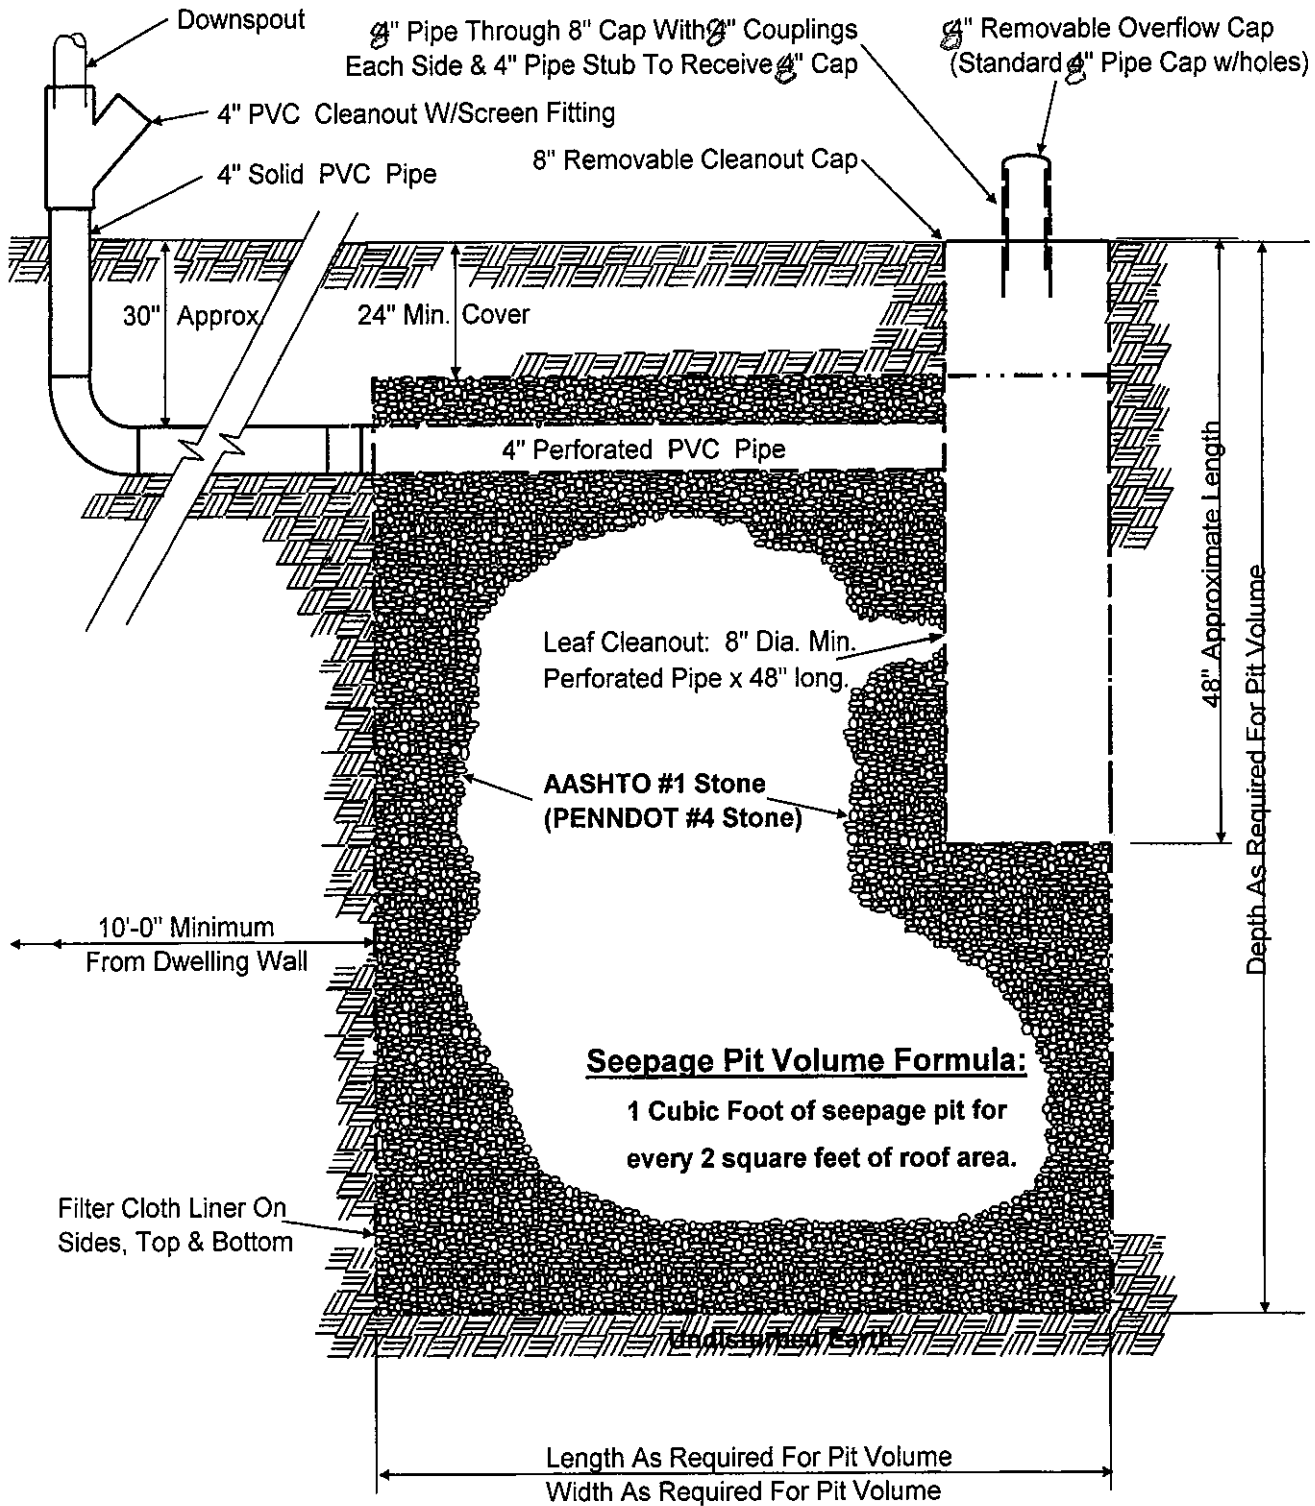 Downspout
4" Pipe Through 8" Cap With 4" Couplings
Each Side & 4" Pipe Stub To Receive 4" Cap
4" Removable Overflow Cap
(Standard 4" Pipe Cap w/holes)
4" PVC Cleanout W/Screen Fitting
8" Removable Cleanout Cap
4" Solid PVC Pipe
30" Approx.
24" Min. Cover
4" Perforated PVC Pipe
48" Approximate Length
Depth As Required For Pit Volume
Leaf Cleanout: 8" Dia. Min.
Perforated Pipe x 48" long.
AASHTO #1 Stone
(PENNDOT #4 Stone)
10'-0" Minimum
From Dwelling Wall
Seepage Pit Volume Formula:
1 Cubic Foot of seepage pit for
every 2 square feet of roof area.
Filter Cloth Liner On
Sides, Top & Bottom
Undisturbed Earth
Length As Required For Pit Volume
Width As Required For Pit Volume